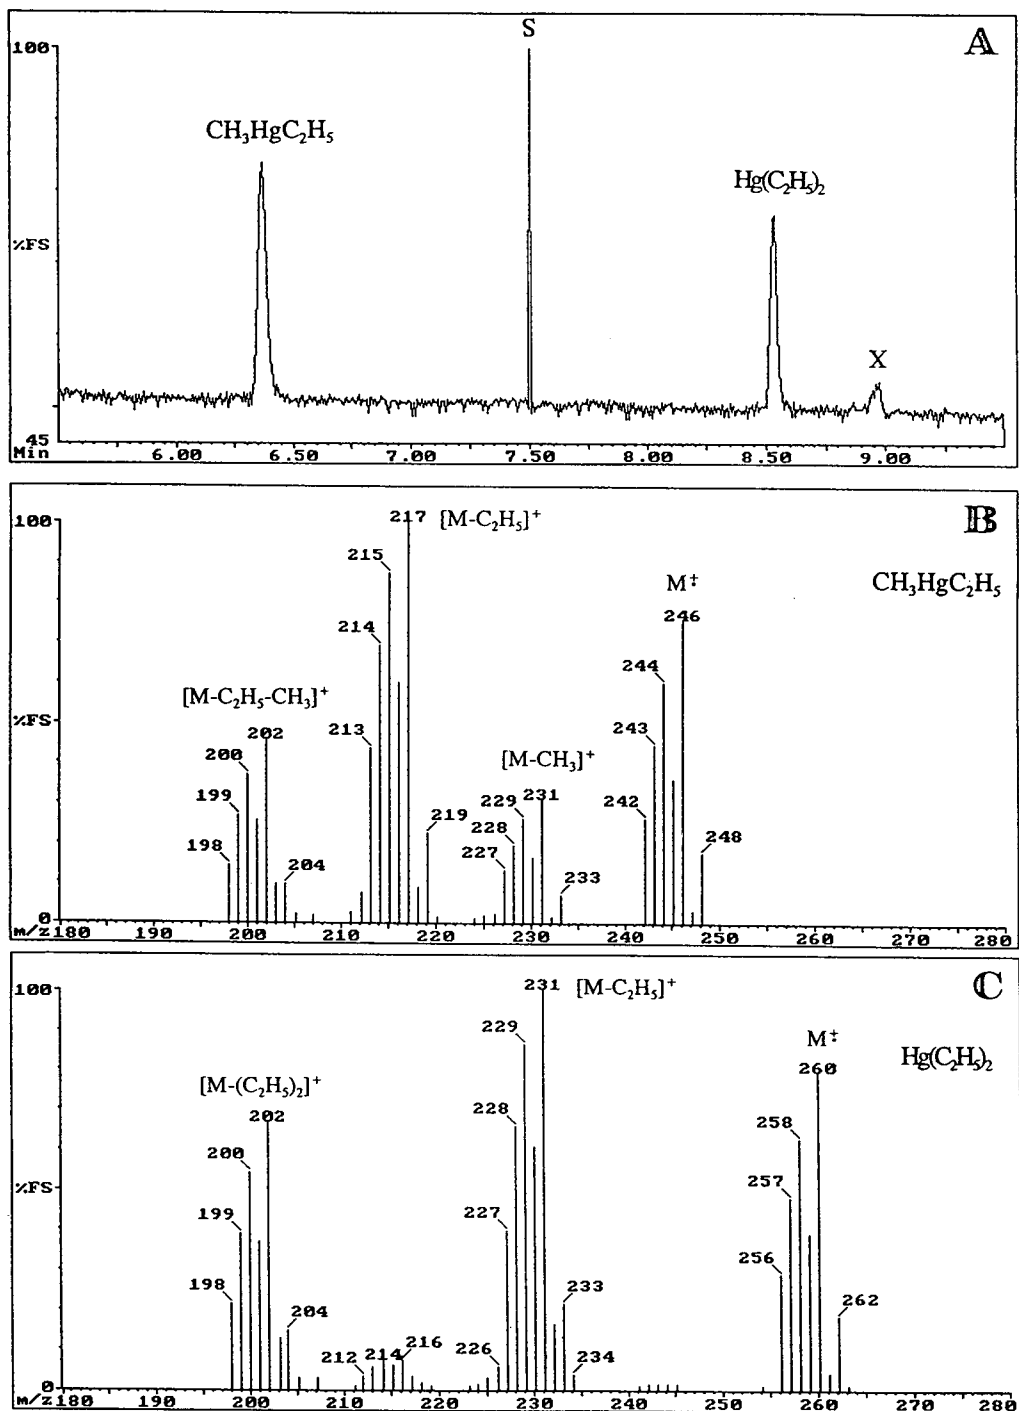 A
S
100
CH₃HgC₂H₅
Hg(C₂H₅)₂
%FS
X
45
Min 6.00 6.50 7.00 7.50 8.00 8.50 9.00
B
100
217 [M-C₂H₅]⁺
215
CH₃HgC₂H₅
M⁺·
246
214
244
[M-C₂H₅-CH₃]⁺
%FS
202
213
243
[M-CH₃]⁺
200
229 231
199
242
219
228
248
198
204
227
233
0
m/z 180 190 200 210 220 230 240 250 260 270 280
C
100
231 [M-C₂H₅]⁺
229
M⁺·
Hg(C₂H₅)₂
260
[M-(C₂H₅)₂]⁺
202
228
258
200
%FS
257
199
227
256
198
204
233
262
212 214 216
226
234
0
m/z 180 190 200 210 220 230 240 250 260 270 280